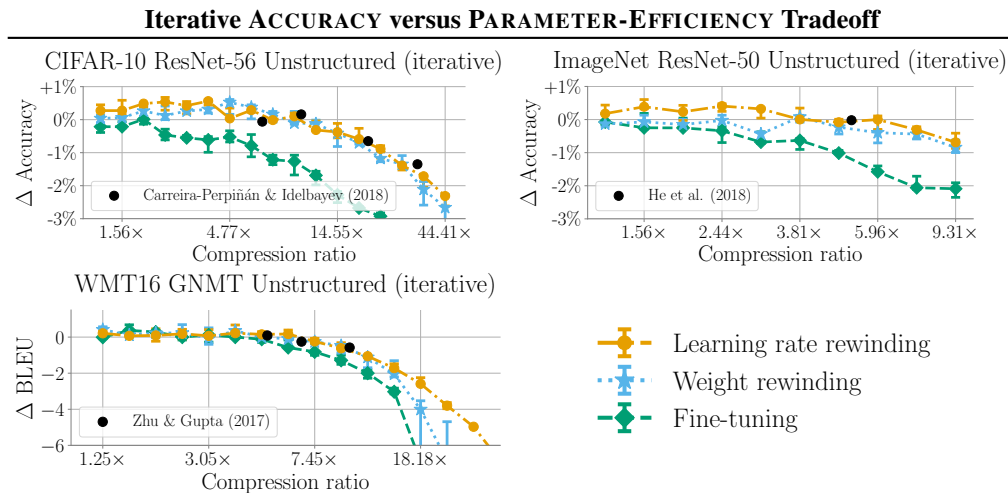 Iterative ACCURACY versus PARAMETER-EFFICIENCY Tradeoff
CIFAR-10 ResNet-56 Unstructured (iterative)
+1%
0%
-1%
-2%
-3%
Δ Accuracy
Carreira-Perpiñán & Idelbayev (2018)
1.56× 4.77× 14.55× 44.41×
Compression ratio
ImageNet ResNet-50 Unstructured (iterative)
+1%
0%
-1%
-2%
-3%
Δ Accuracy
He et al. (2018)
1.56× 2.44× 3.81× 5.96× 9.31×
Compression ratio
WMT16 GNMT Unstructured (iterative)
0
−2
−4
−6
Δ BLEU
Zhu & Gupta (2017)
1.25× 3.05× 7.45× 18.18×
Compression ratio
Learning rate rewinding
Weight rewinding
Fine-tuning